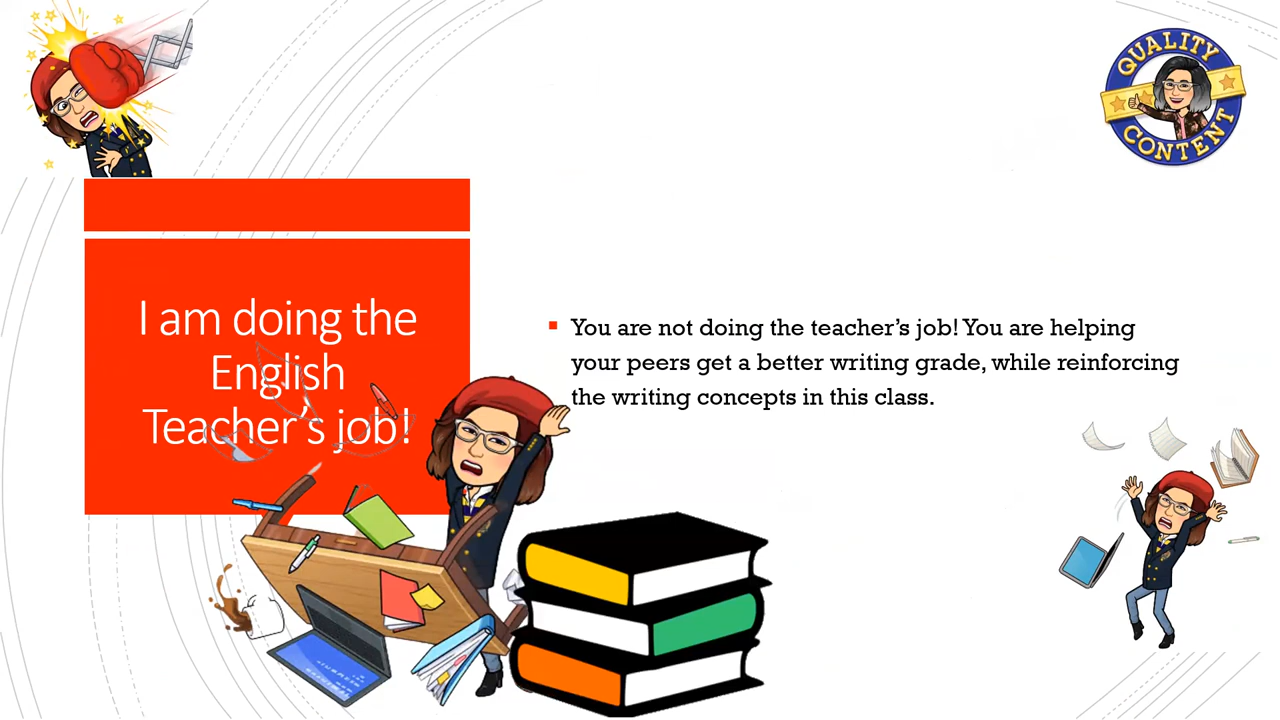 QUALITY
CONTENT
I am doing the
English
Teacher's job!
You are not doing the teacher's job! You are helping
your peers get a better writing grade, while reinforcing
the writing concepts in this class.